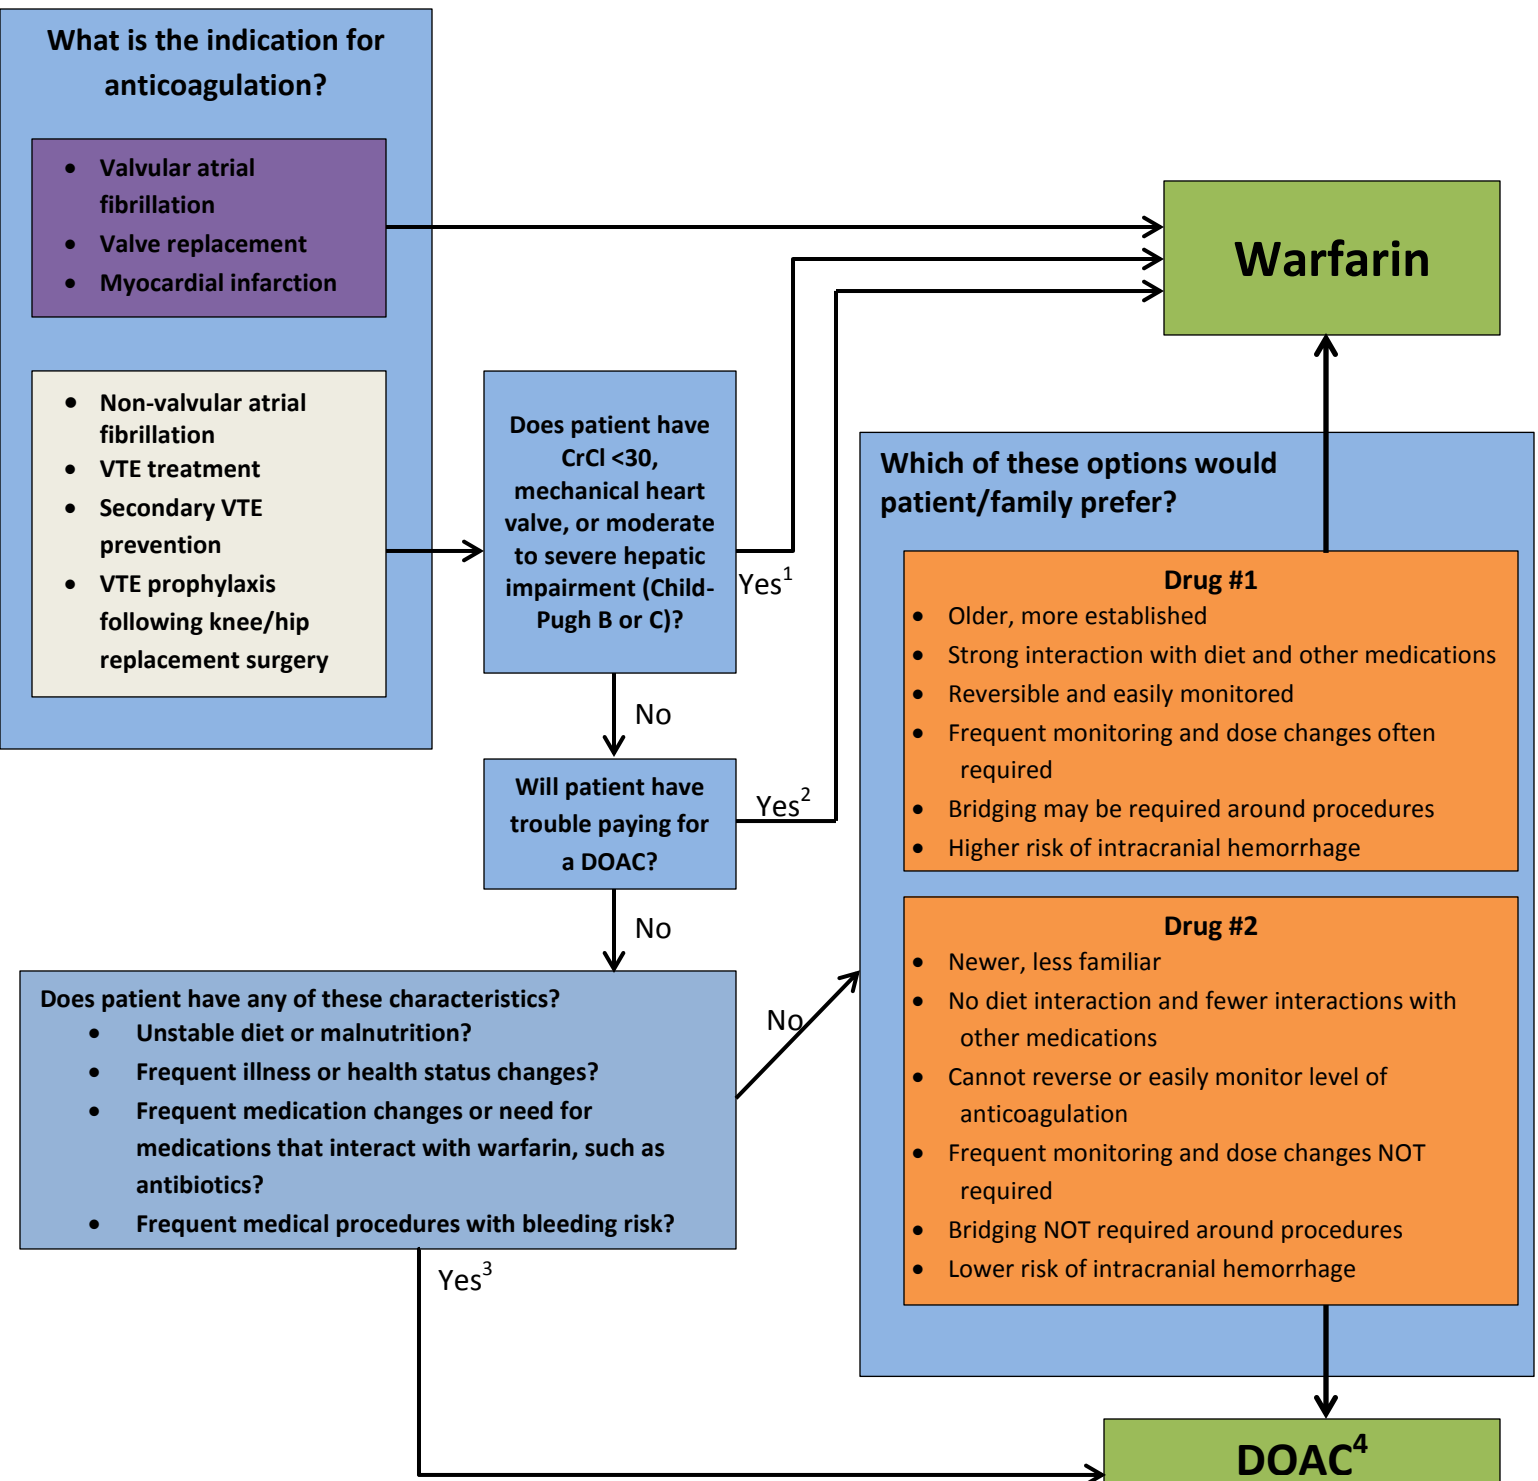 What is the indication for
anticoagulation?
• Valvular atrial
fibrillation
• Valve replacement
• Myocardial infarction
• Non-valvular atrial
fibrillation
• VTE treatment
• Secondary VTE
prevention
• VTE prophylaxis
following knee/hip
replacement surgery
Does patient have
CrCl <30,
mechanical heart
valve, or moderate
to severe hepatic
impairment (Child-
Pugh B or C)?
Yes¹
No
Will patient have
trouble paying for
a DOAC?
Yes²
No
Does patient have any of these characteristics?
• Unstable diet or malnutrition?
• Frequent illness or health status changes?
• Frequent medication changes or need for
medications that interact with warfarin, such as
antibiotics?
• Frequent medical procedures with bleeding risk?
No
Yes³
Warfarin
Which of these options would
patient/family prefer?
Drug #1
• Older, more established
• Strong interaction with diet and other medications
• Reversible and easily monitored
• Frequent monitoring and dose changes often
required
• Bridging may be required around procedures
• Higher risk of intracranial hemorrhage
Drug #2
• Newer, less familiar
• No diet interaction and fewer interactions with
other medications
• Cannot reverse or easily monitor level of
anticoagulation
• Frequent monitoring and dose changes NOT
required
• Bridging NOT required around procedures
• Lower risk of intracranial hemorrhage
DOAC⁴